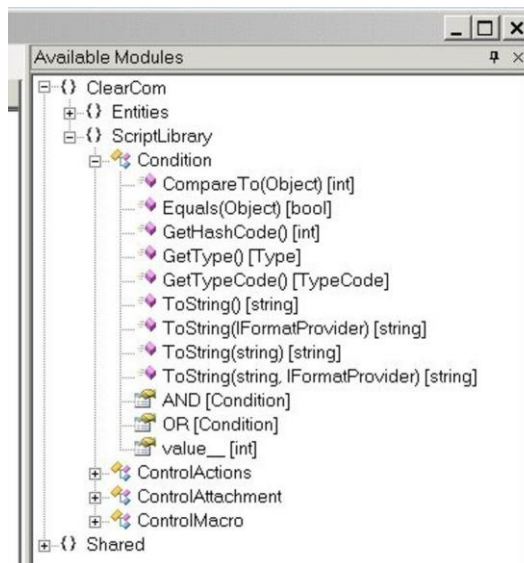 Available Modules
{} ClearCom
{} Entities
{} ScriptLibrary
Condition
CompareTo(Object) [int]
Equals(Object) [bool]
GetHashCode() [int]
GetType() [Type]
GetTypeCode() [TypeCode]
ToString() [string]
ToString(IFormatProvider) [string]
ToString(string) [string]
ToString(string, IFormatProvider) [string]
AND [Condition]
OR [Condition]
value__ [int]
ControlActions
ControlAttachment
ControlMacro
{} Shared